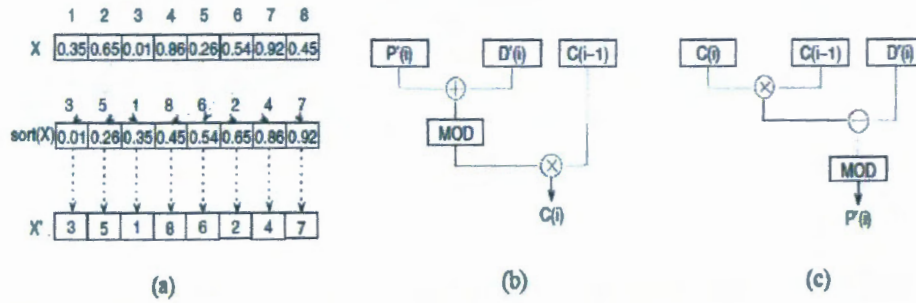 1 2 3 4 5 6 7 8
X 0.35 0.65 0.01 0.86 0.26 0.54 0.92 0.45
3 5 1 8 6 2 4 7
sort(X) 0.01 0.26 0.35 0.45 0.54 0.65 0.86 0.92
X' 3 5 1 8 6 2 4 7
(a)
P'(i) D'(i) C(i–1)
+
MOD
×
C(i)
(b)
C(i) C(i–1) D'(i)
×
−
MOD
P'(i)
(c)